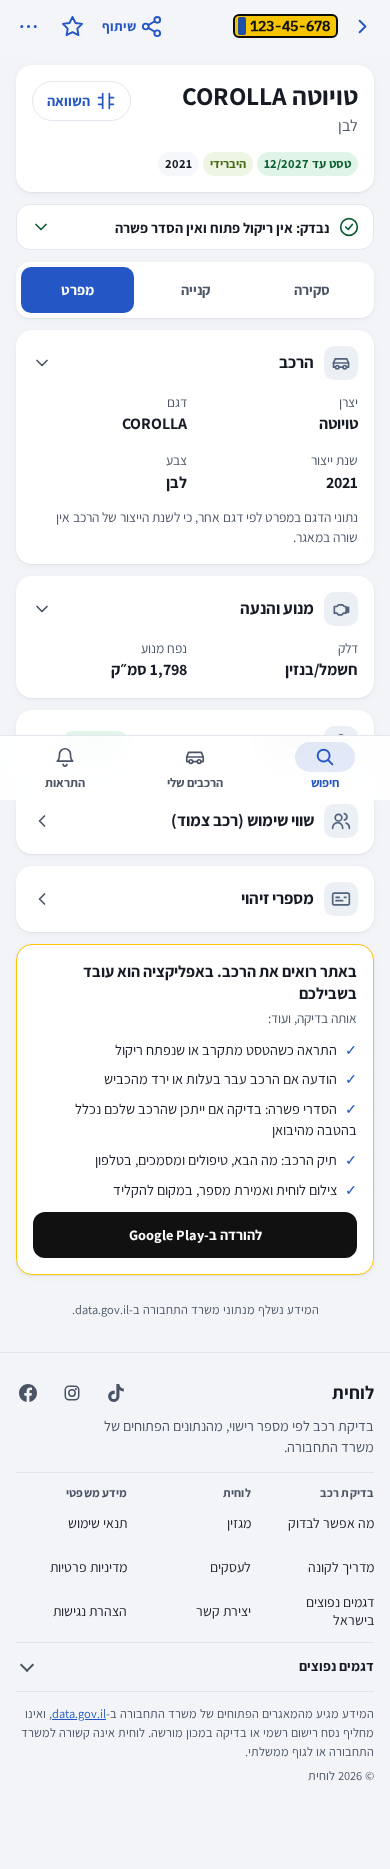 123-45-678
שיתוף
טויוטה COROLLA
השוואה
לבן
טסט עד 12/2027
היברידי
2021
נבדק: אין ריקול פתוח ואין הסדר פשרה
סקירה
קנייה
מפרט
הרכב
יצרן
דגם
טויוטה
COROLLA
שנת ייצור
צבע
2021
לבן
נתוני הדגם במפרט לפי דגם אחר, כי לשנת הייצור של הרכב אין
שורה במאגר.
מנוע והנעה
דלק
נפח מנוע
חשמל/בנזין
1,798 סמ״ק
חיפוש
הרכבים שלי
התראות
שווי שימוש (רכב צמוד)
מספרי זיהוי
באתר רואים את הרכב. באפליקציה הוא עובד
בשבילכם
אותה בדיקה, ועוד:
✓ התראה כשהטסט מתקרב או שנפתח ריקול
✓ הודעה אם הרכב עבר בעלות או ירד מהכביש
✓ הסדרי פשרה: בדיקה אם ייתכן שהרכב שלכם נכלל
בהטבה מהיבואן
✓ תיק הרכב: מה הבא, טיפולים ומסמכים, בטלפון
✓ צילום לוחית ואמירת מספר, במקום להקליד
להורדה ב-Google Play
המידע נשלף מנתוני משרד התחבורה ב-data.gov.il.
לוחית
בדיקת רכב לפי מספר רישוי, מהנתונים הפתוחים של
משרד התחבורה.
בדיקת רכב
לוחית
מידע משפטי
מה אפשר לבדוק
מגזין
תנאי שימוש
מדריך לקונה
לעסקים
מדיניות פרטיות
דגמים נפוצים
בישראל
יצירת קשר
הצהרת נגישות
דגמים נפוצים
המידע מגיע מהמאגרים הפתוחים של משרד התחבורה ב-data.gov.il, ואינו
מחליף נסח רישום רשמי או בדיקה במכון מורשה. לוחית אינה קשורה למשרד
התחבורה או לגוף ממשלתי.
© 2026 לוחית